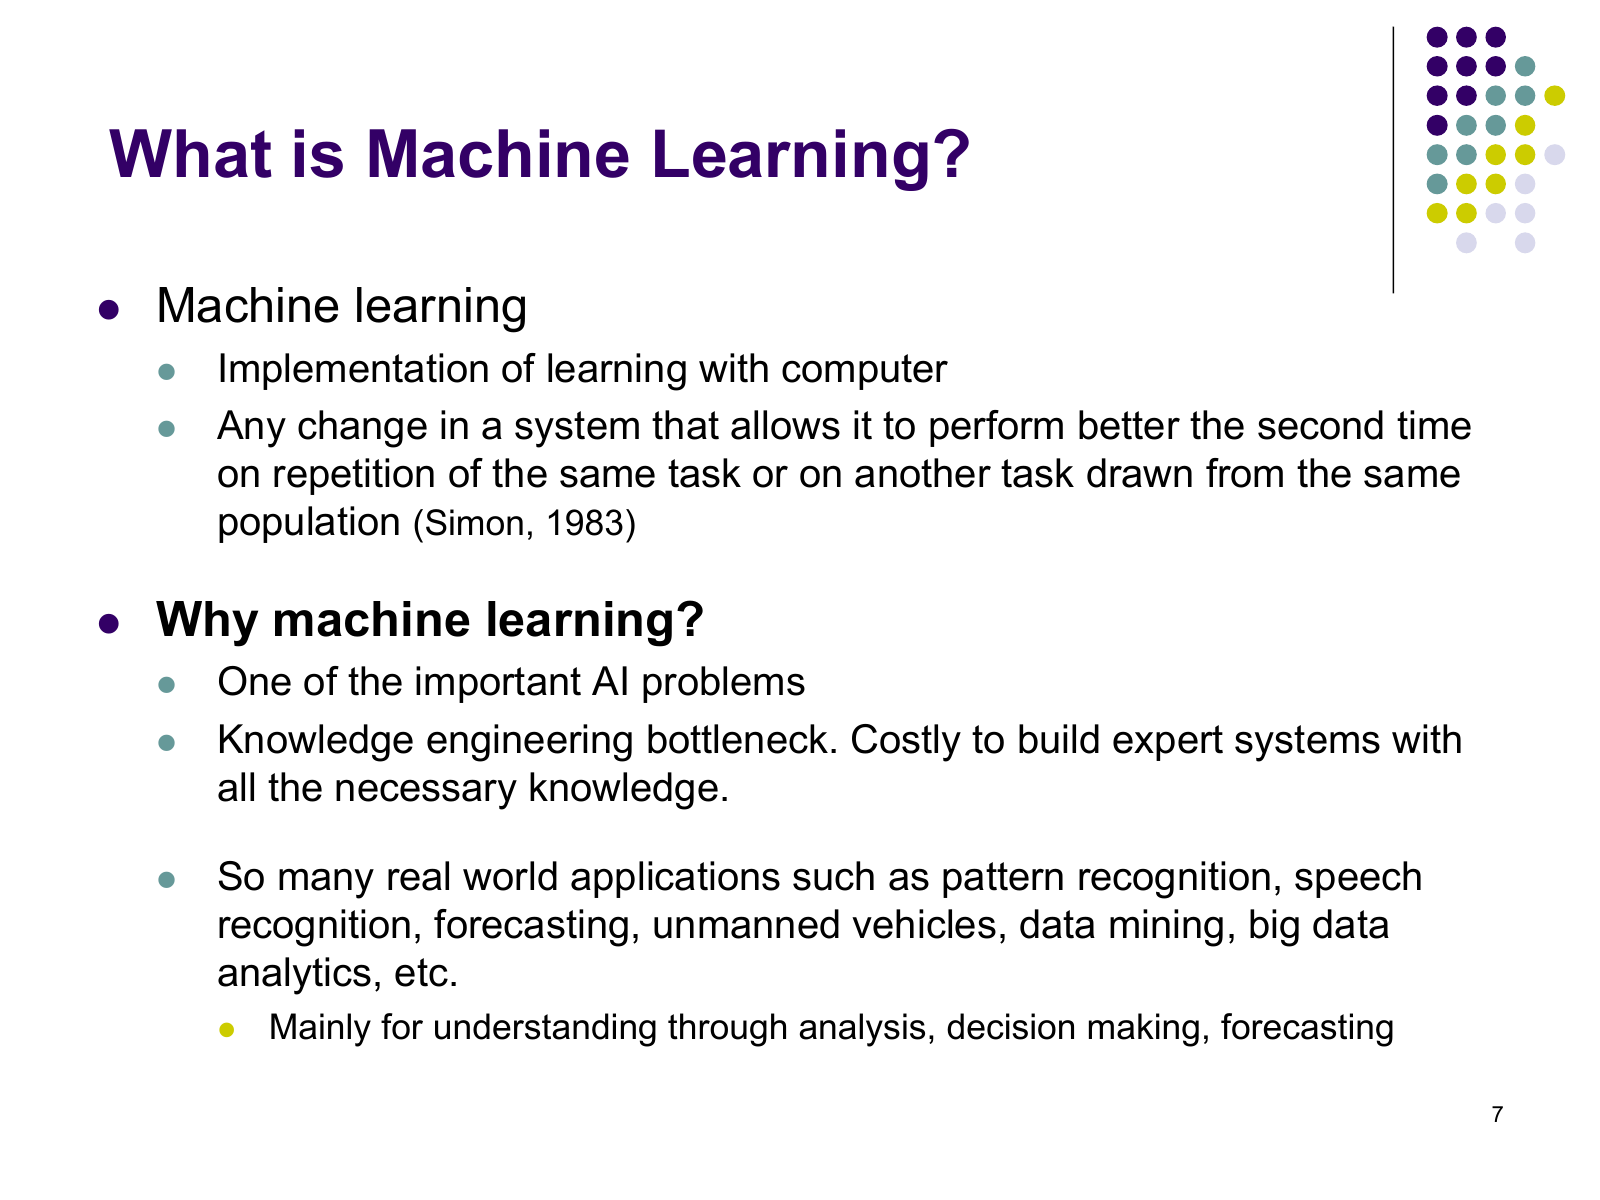 What is Machine Learning?
Machine learning
Implementation of learning with computer
Any change in a system that allows it to perform better the second time
on repetition of the same task or on another task drawn from the same
population (Simon, 1983)
Why machine learning?
One of the important AI problems
Knowledge engineering bottleneck. Costly to build expert systems with
all the necessary knowledge.
So many real world applications such as pattern recognition, speech
recognition, forecasting, unmanned vehicles, data mining, big data
analytics, etc.
Mainly for understanding through analysis, decision making, forecasting
7